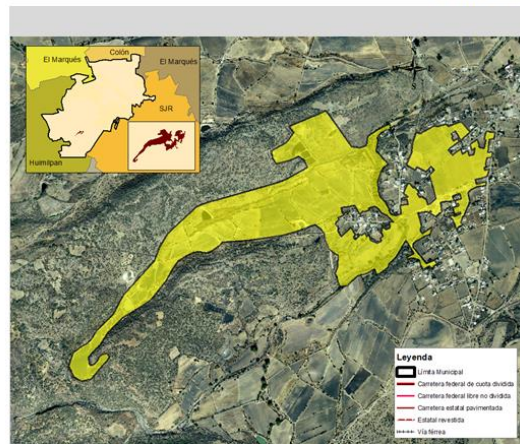 Colón
El Marqués
El Marqués
SJR
Huimilpan
Leyenda
Límite Municipal
Carretera federal de cuota dividida
Carretera federal libre no dividida
Carretera estatal pavimentada
Estatal revestida
Vía férrea